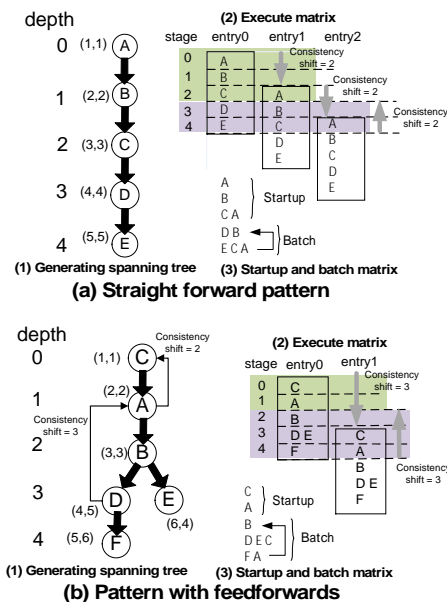 depth
(2) Execute matrix
stage entry0 entry1 entry2
0 (1,1) A
1 (2,2) B
2 (3,3) C
3 (4,4) D
4 (5,5) E
0 A
1 B
2 C A
3 D B
4 E C A
D B
E C
D
E
Consistency shift = 2
Consistency shift = 2
Consistency shift = 2
A
B
C A
Startup
D B
E C A
Batch
(1) Generating spanning tree
(3) Startup and batch matrix
(a) Straight forward pattern
depth
0 (1,1) C
Consistency shift = 2
1 (2,2) A
Consistency shift = 3
2 (3,3) B
3 D (4,5) E (6,4)
4 F (5,6)
(2) Execute matrix
stage entry0 entry1
0 C
1 A
2 B
3 D E C
4 F A
B
D E
F
Consistency shift = 3
Consistency shift = 3
C
A
Startup
B
D E C
F A
Batch
(1) Generating spanning tree
(3) Startup and batch matrix
(b) Pattern with feedforwards